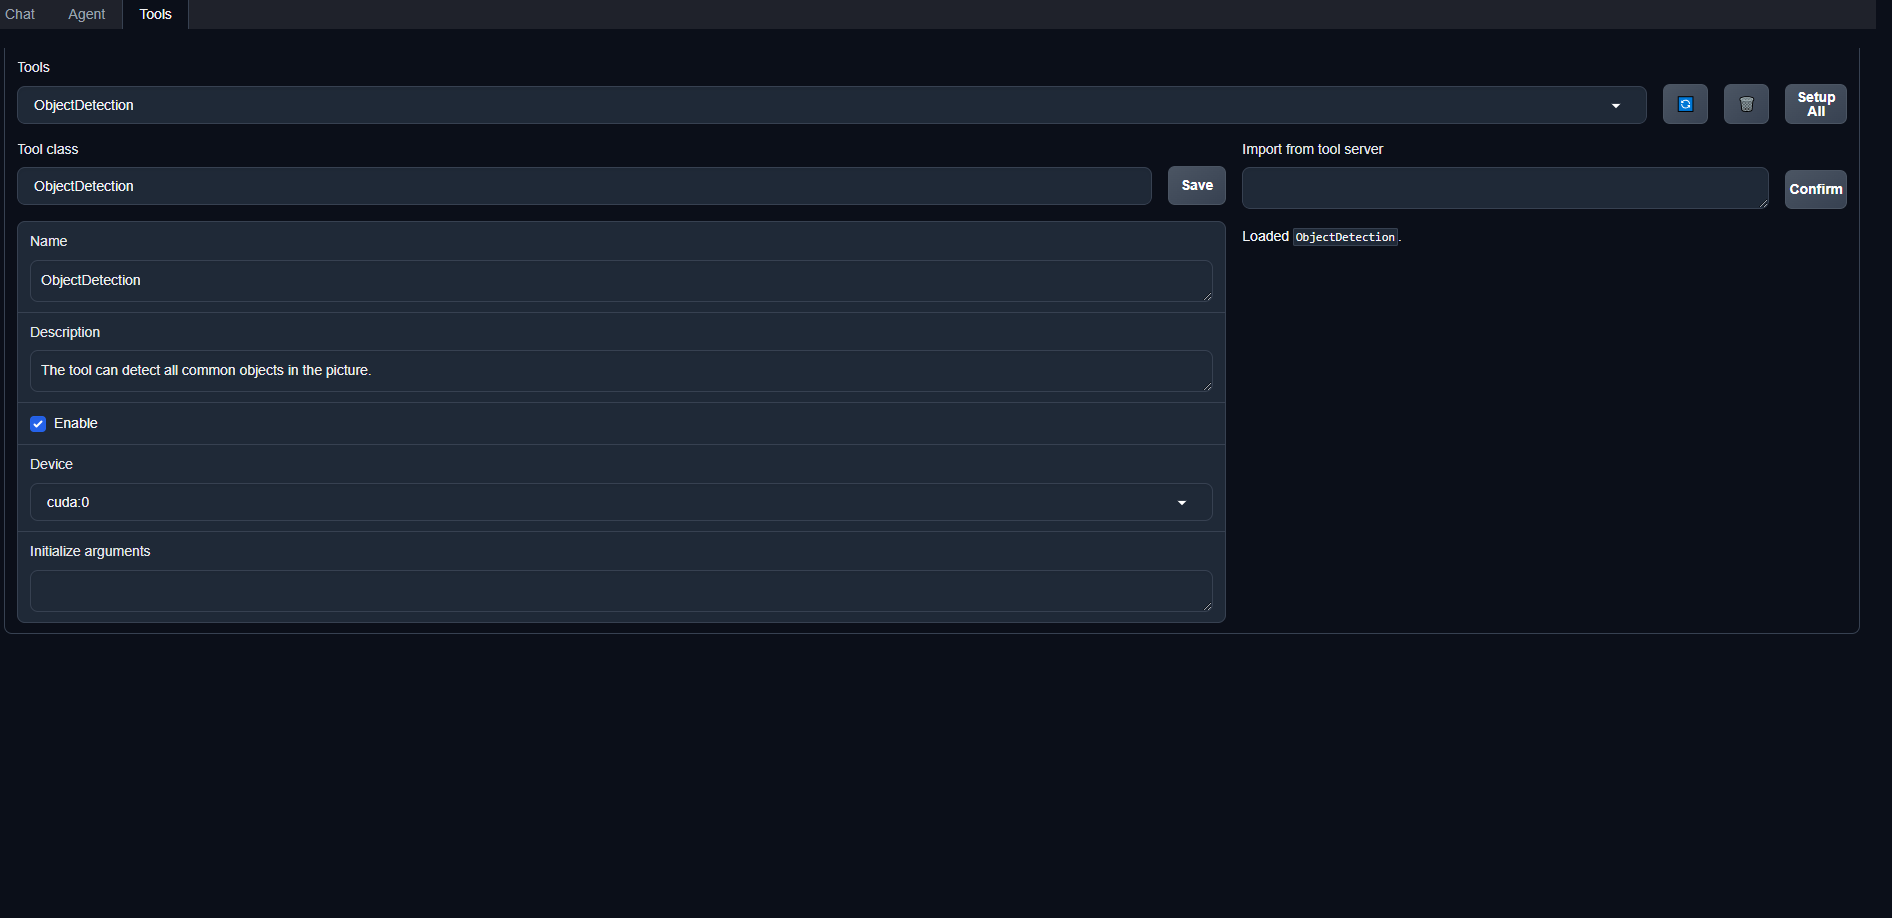 Chat Agent Tools
Tools
ObjectDetection
Setup
All
Tool class
ObjectDetection
Save
Import from tool server
Confirm
Loaded ObjectDetection.
Name
ObjectDetection
Description
The tool can detect all common objects in the picture.
Enable
Device
cuda:0
Initialize arguments